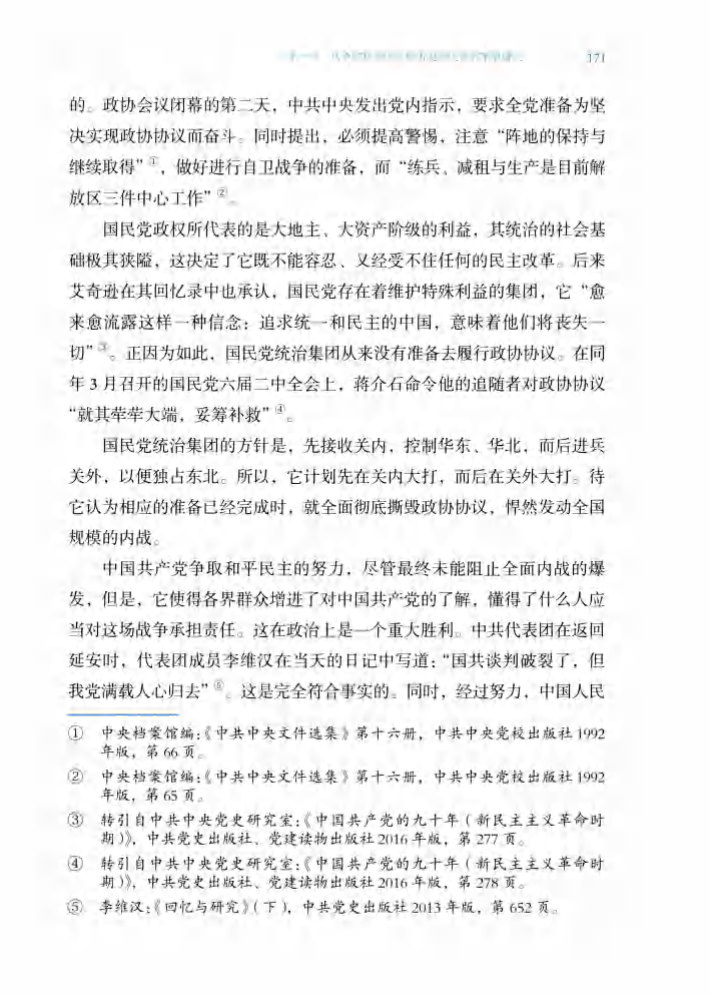 171
的。政协会议闭幕的第二天，中共中央发出党内指示，要求全党准备为坚
决实现政协协议而奋斗。同时提出，必须提高警惕，注意“阵地的保持与
继续取得”①，做好进行自卫战争的准备，而“练兵、减租与生产是目前解
放区三件中心工作”②。
国民党政权所代表的是大地主、大资产阶级的利益，其统治的社会基
础极其狭隘，这决定了它既不能容忍、又经受不住任何的民主改革。后来
艾奇逊在其回忆录中也承认，国民党存在着维护特殊利益的集团，它“愈
来愈流露这样一种信念：追求统一和民主的中国，意味着他们将丧失一
切”③。正因为如此，国民党统治集团从来没有准备去履行政协协议。在同
年3月召开的国民党六届二中全会上，蒋介石命令他的追随者对政协协议
“就其荦荦大端，妥筹补救”④。
国民党统治集团的方针是，先接收关内，控制华东、华北，而后进兵
关外，以便独占东北。所以，它计划先在关内大打，而后在关外大打。待
它认为相应的准备已经完成时，就全面彻底撕毁政协协议，悍然发动全国
规模的内战。
中国共产党争取和平民主的努力，尽管最终未能阻止全面内战的爆
发，但是，它使得各界群众增进了对中国共产党的了解，懂得了什么人应
当对这场战争承担责任。这在政治上是一个重大胜利。中共代表团在返回
延安时，代表团成员李维汉在当天的日记中写道：“国共谈判破裂了，但
我党满载人心归去”⑤。这是完全符合事实的。同时，经过努力，中国人民
① 中央档案馆编：《中共中央文件选集》第十六册，中共中央党校出版社1992
年版，第66页。
② 中央档案馆编：《中共中央文件选集》第十六册，中共中央党校出版社1992
年版，第65页。
③ 转引自中共中央党史研究室：《中国共产党的九十年（新民主主义革命时
期）》，中共党史出版社、党建读物出版社2016年版，第277页。
④ 转引自中共中央党史研究室：《中国共产党的九十年（新民主主义革命时
期）》，中共党史出版社、党建读物出版社2016年版，第278页。
⑤ 李维汉：《回忆与研究》（下），中共党史出版社2013年版，第652页。